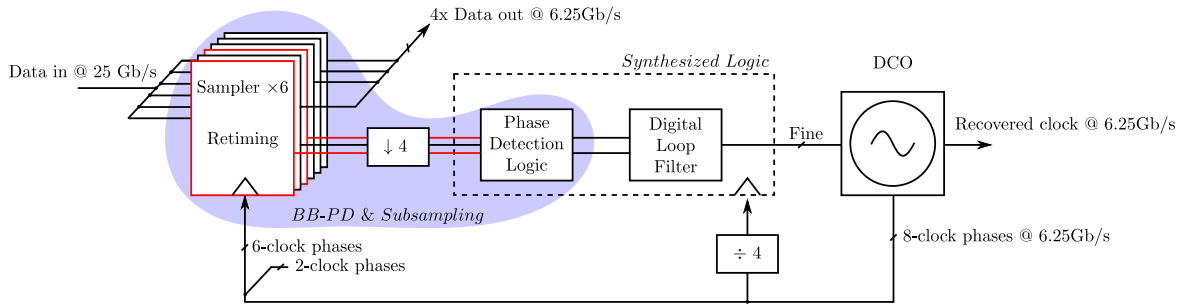 4x Data out @ 6.25Gb/s
Data in @ 25 Gb/s
Sampler ×6
Retiming
↓ 4
Synthesized Logic
Phase
Detection
Logic
Digital
Loop
Filter
Fine
DCO
Recovered clock @ 6.25Gb/s
BB-PD & Subsampling
6-clock phases
2-clock phases
÷ 4
8-clock phases @ 6.25Gb/s